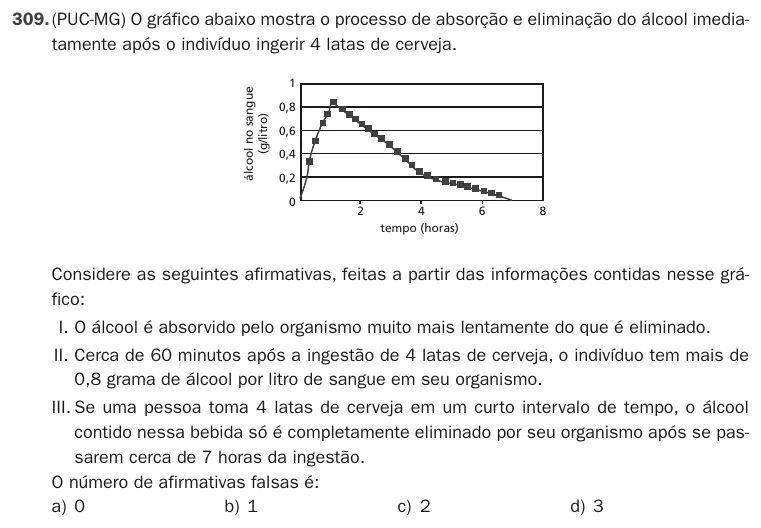 309. (PUC-MG) O gráfico abaixo mostra o processo de absorção e eliminação do álcool imedia-
tamente após o indivíduo ingerir 4 latas de cerveja.
álcool no sangue
(g/litro)
1
0,8
0,6
0,4
0,2
0
2 4 6 8
tempo (horas)
Considere as seguintes afirmativas, feitas a partir das informações contidas nesse grá-
fico:
I. O álcool é absorvido pelo organismo muito mais lentamente do que é eliminado.
II. Cerca de 60 minutos após a ingestão de 4 latas de cerveja, o indivíduo tem mais de
0,8 grama de álcool por litro de sangue em seu organismo.
III. Se uma pessoa toma 4 latas de cerveja em um curto intervalo de tempo, o álcool
contido nessa bebida só é completamente eliminado por seu organismo após se pas-
sarem cerca de 7 horas da ingestão.
O número de afirmativas falsas é:
a) 0 b) 1 c) 2 d) 3